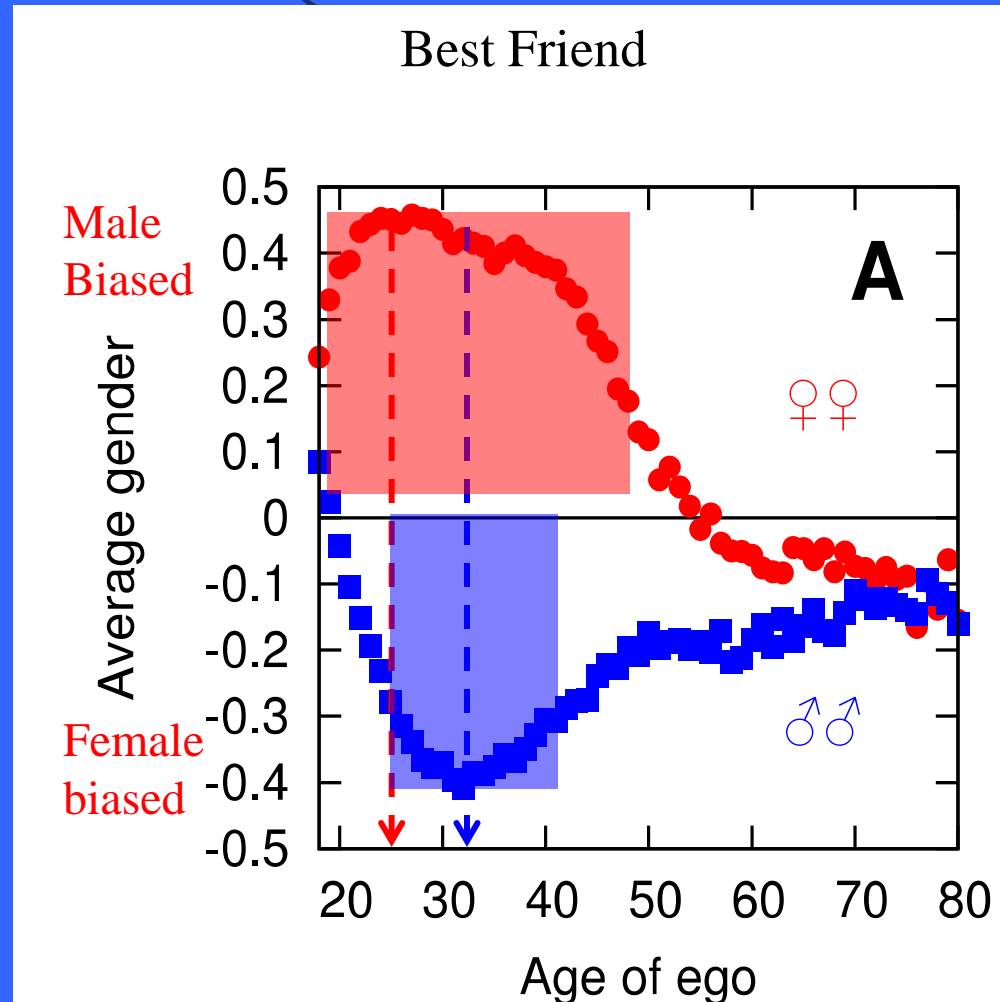 Best Friend
Male
Biased
Average gender
Female
biased
0.5
0.4
0.3
0.2
0.1
0
-0.1
-0.2
-0.3
-0.4
-0.5
A
♀♀
♂♂
20 30 40 50 60 70 80
Age of ego